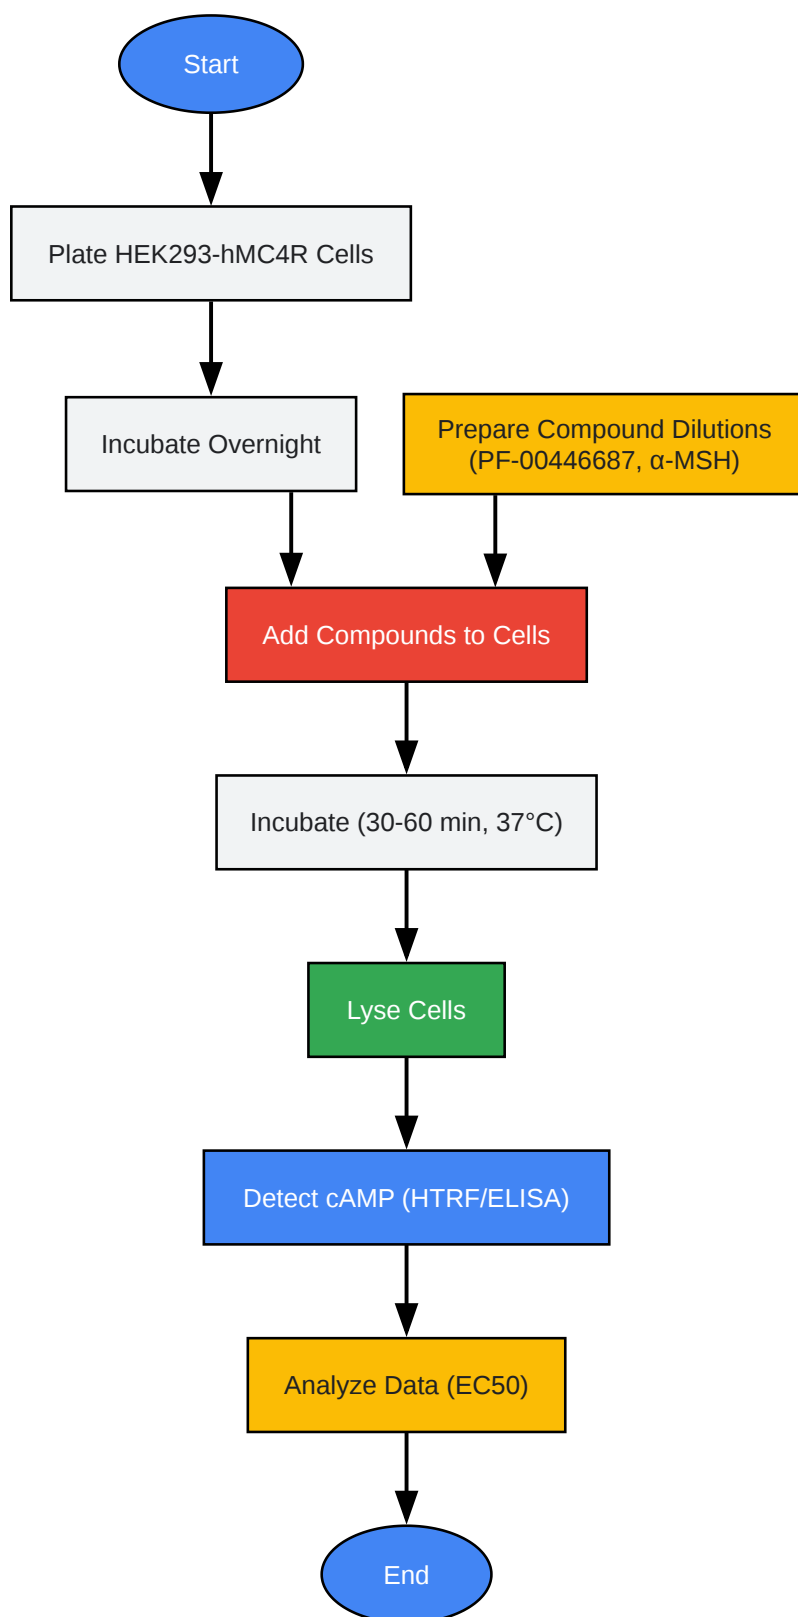 Start
Plate HEK293-hMC4R Cells
Incubate Overnight
Prepare Compound Dilutions
(PF-00446687, α-MSH)
Add Compounds to Cells
Incubate (30-60 min, 37°C)
Lyse Cells
Detect cAMP (HTRF/ELISA)
Analyze Data (EC50)
End